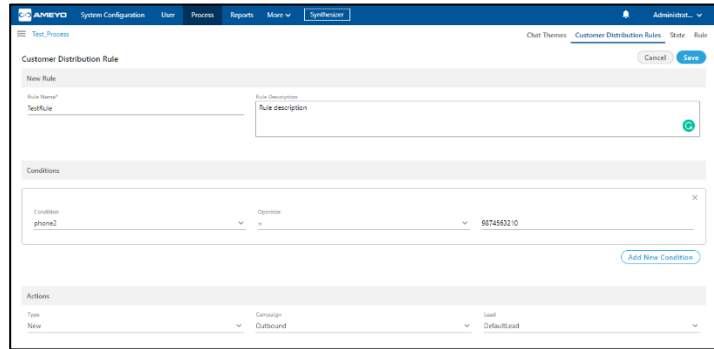 AMEYO System Configuration User Process Reports More Synthesizer Administrat...
Test_Process Chat Themes Customer Distribution Rules State Rule
Customer Distribution Rule Cancel Save
New Rule
Rule Name* Rule Description
TestRule Rule description
Conditions
Condition Operator
phone2 = 9874563210
Add New Condition
Actions
Type Campaign Lead
New Outbound DefaultLead